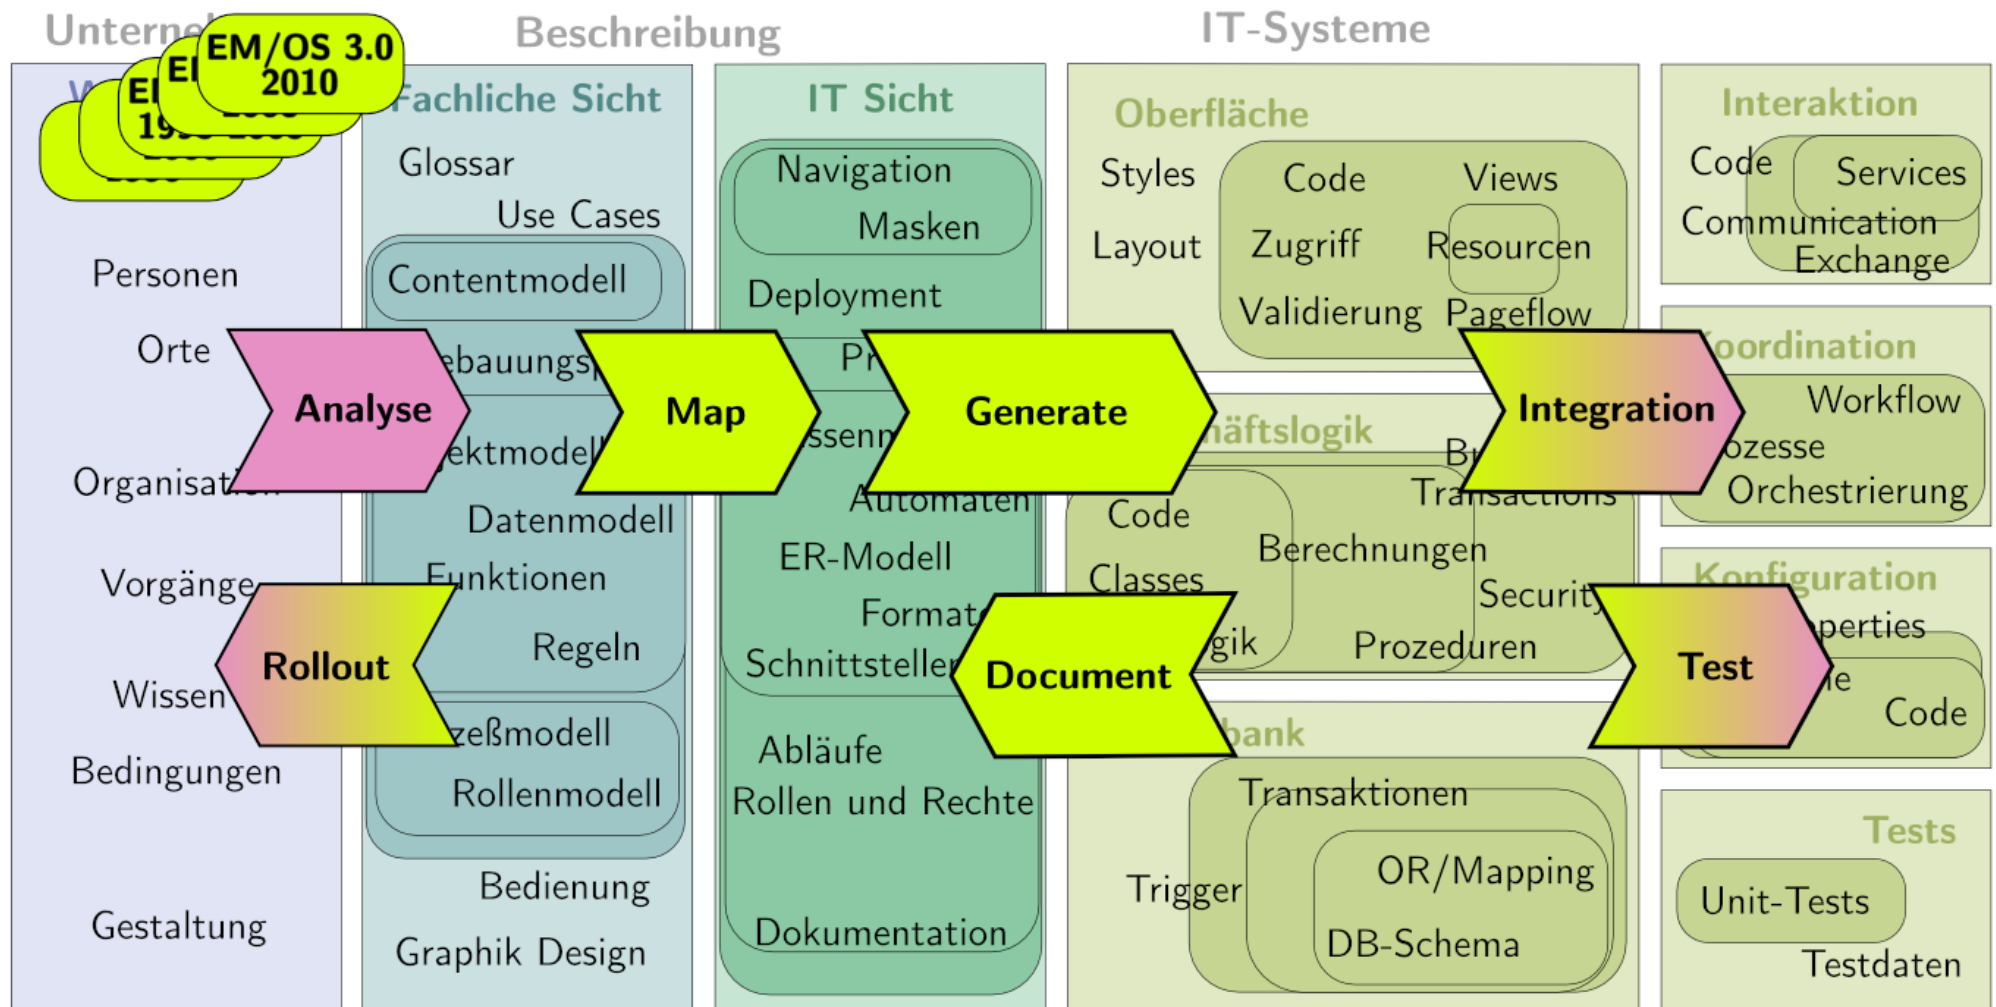 Beschreibung
IT-Systeme
EM/OS 3.0
2010
Personen
Orte
Vorgänge
Wissen
Bedingungen
Gestaltung
Fachliche Sicht
Glossar
Use Cases
Contentmodell
Datenmodell
Funktionen
Regeln
Rollenmodell
Bedienung
Graphik Design
IT Sicht
Navigation
Masken
Deployment
Automaten
ER-Modell
Abläufe
Rollen und Rechte
Dokumentation
Oberfläche
Styles
Code
Views
Layout
Zugriff
Resourcen
Validierung
Pageflow
Code
Transactions
Berechnungen
Classes
Security
Prozeduren
Transaktionen
Trigger
OR/Mapping
DB-Schema
Interaktion
Code
Services
Communication
Exchange
Workflow
Orchestrierung
Konfiguration
Code
Tests
Unit-Tests
Testdaten
Analyse
Map
Generate
Integration
Rollout
Document
Test